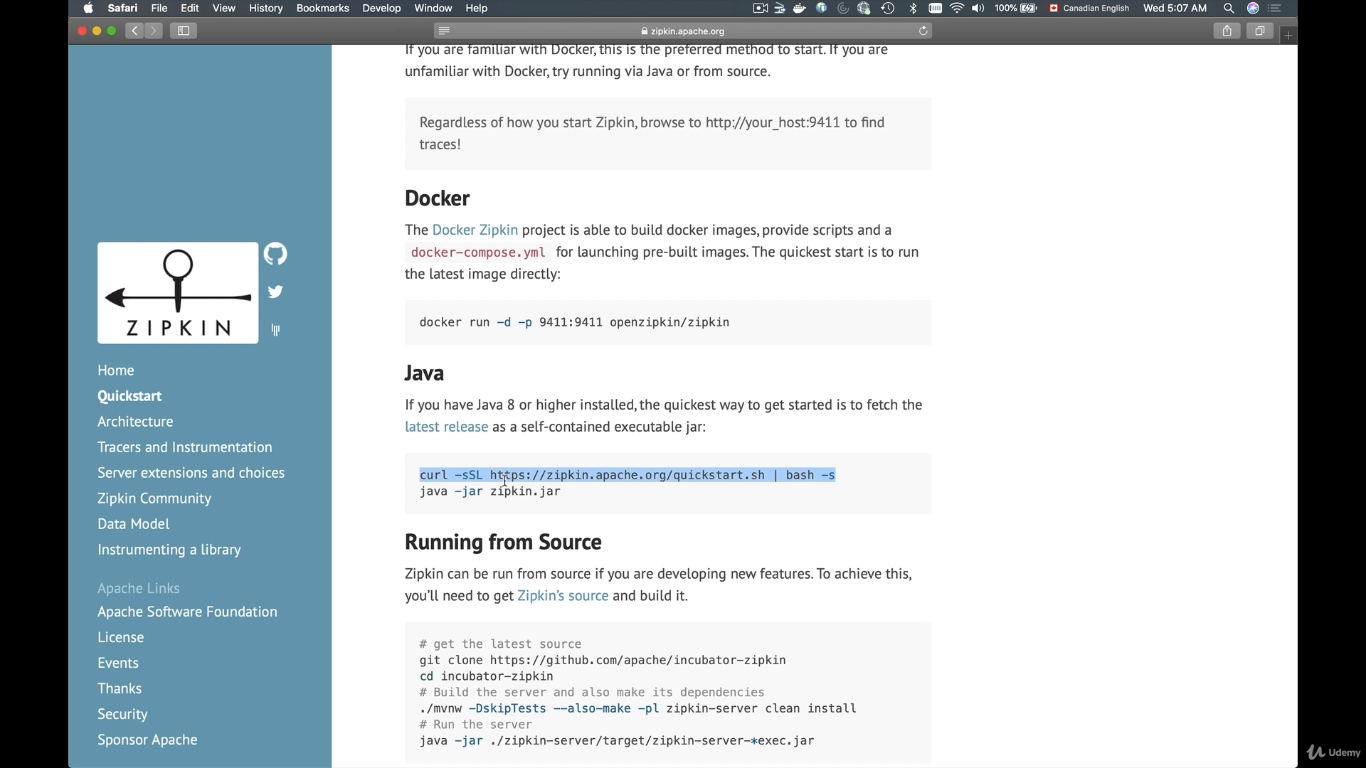 Safari File Edit View History Bookmarks Develop Window Help 100% Canadian English Wed 5:07 AM
zipkin.apache.org
If you are familiar with Docker, this is the preferred method to start. If you are
unfamiliar with Docker, try running via Java or from source.
Regardless of how you start Zipkin, browse to http://your_host:9411 to find
traces!
Docker
The Docker Zipkin project is able to build docker images, provide scripts and a
docker-compose.yml for launching pre-built images. The quickest start is to run
the latest image directly:
docker run -d -p 9411:9411 openzipkin/zipkin
Java
If you have Java 8 or higher installed, the quickest way to get started is to fetch the
latest release as a self-contained executable jar:
curl -sSL https://zipkin.apache.org/quickstart.sh | bash -s
java -jar zipkin.jar
Running from Source
Zipkin can be run from source if you are developing new features. To achieve this,
you'll need to get Zipkin's source and build it.
# get the latest source
git clone https://github.com/apache/incubator-zipkin
cd incubator-zipkin
# Build the server and also make its dependencies
./mvnw -DskipTests --also-make -pl zipkin-server clean install
# Run the server
java -jar ./zipkin-server/target/zipkin-server-*exec.jar
ZIPKIN
Home
Quickstart
Architecture
Tracers and Instrumentation
Server extensions and choices
Zipkin Community
Data Model
Instrumenting a library
Apache Links
Apache Software Foundation
License
Events
Thanks
Security
Sponsor Apache
Udemy